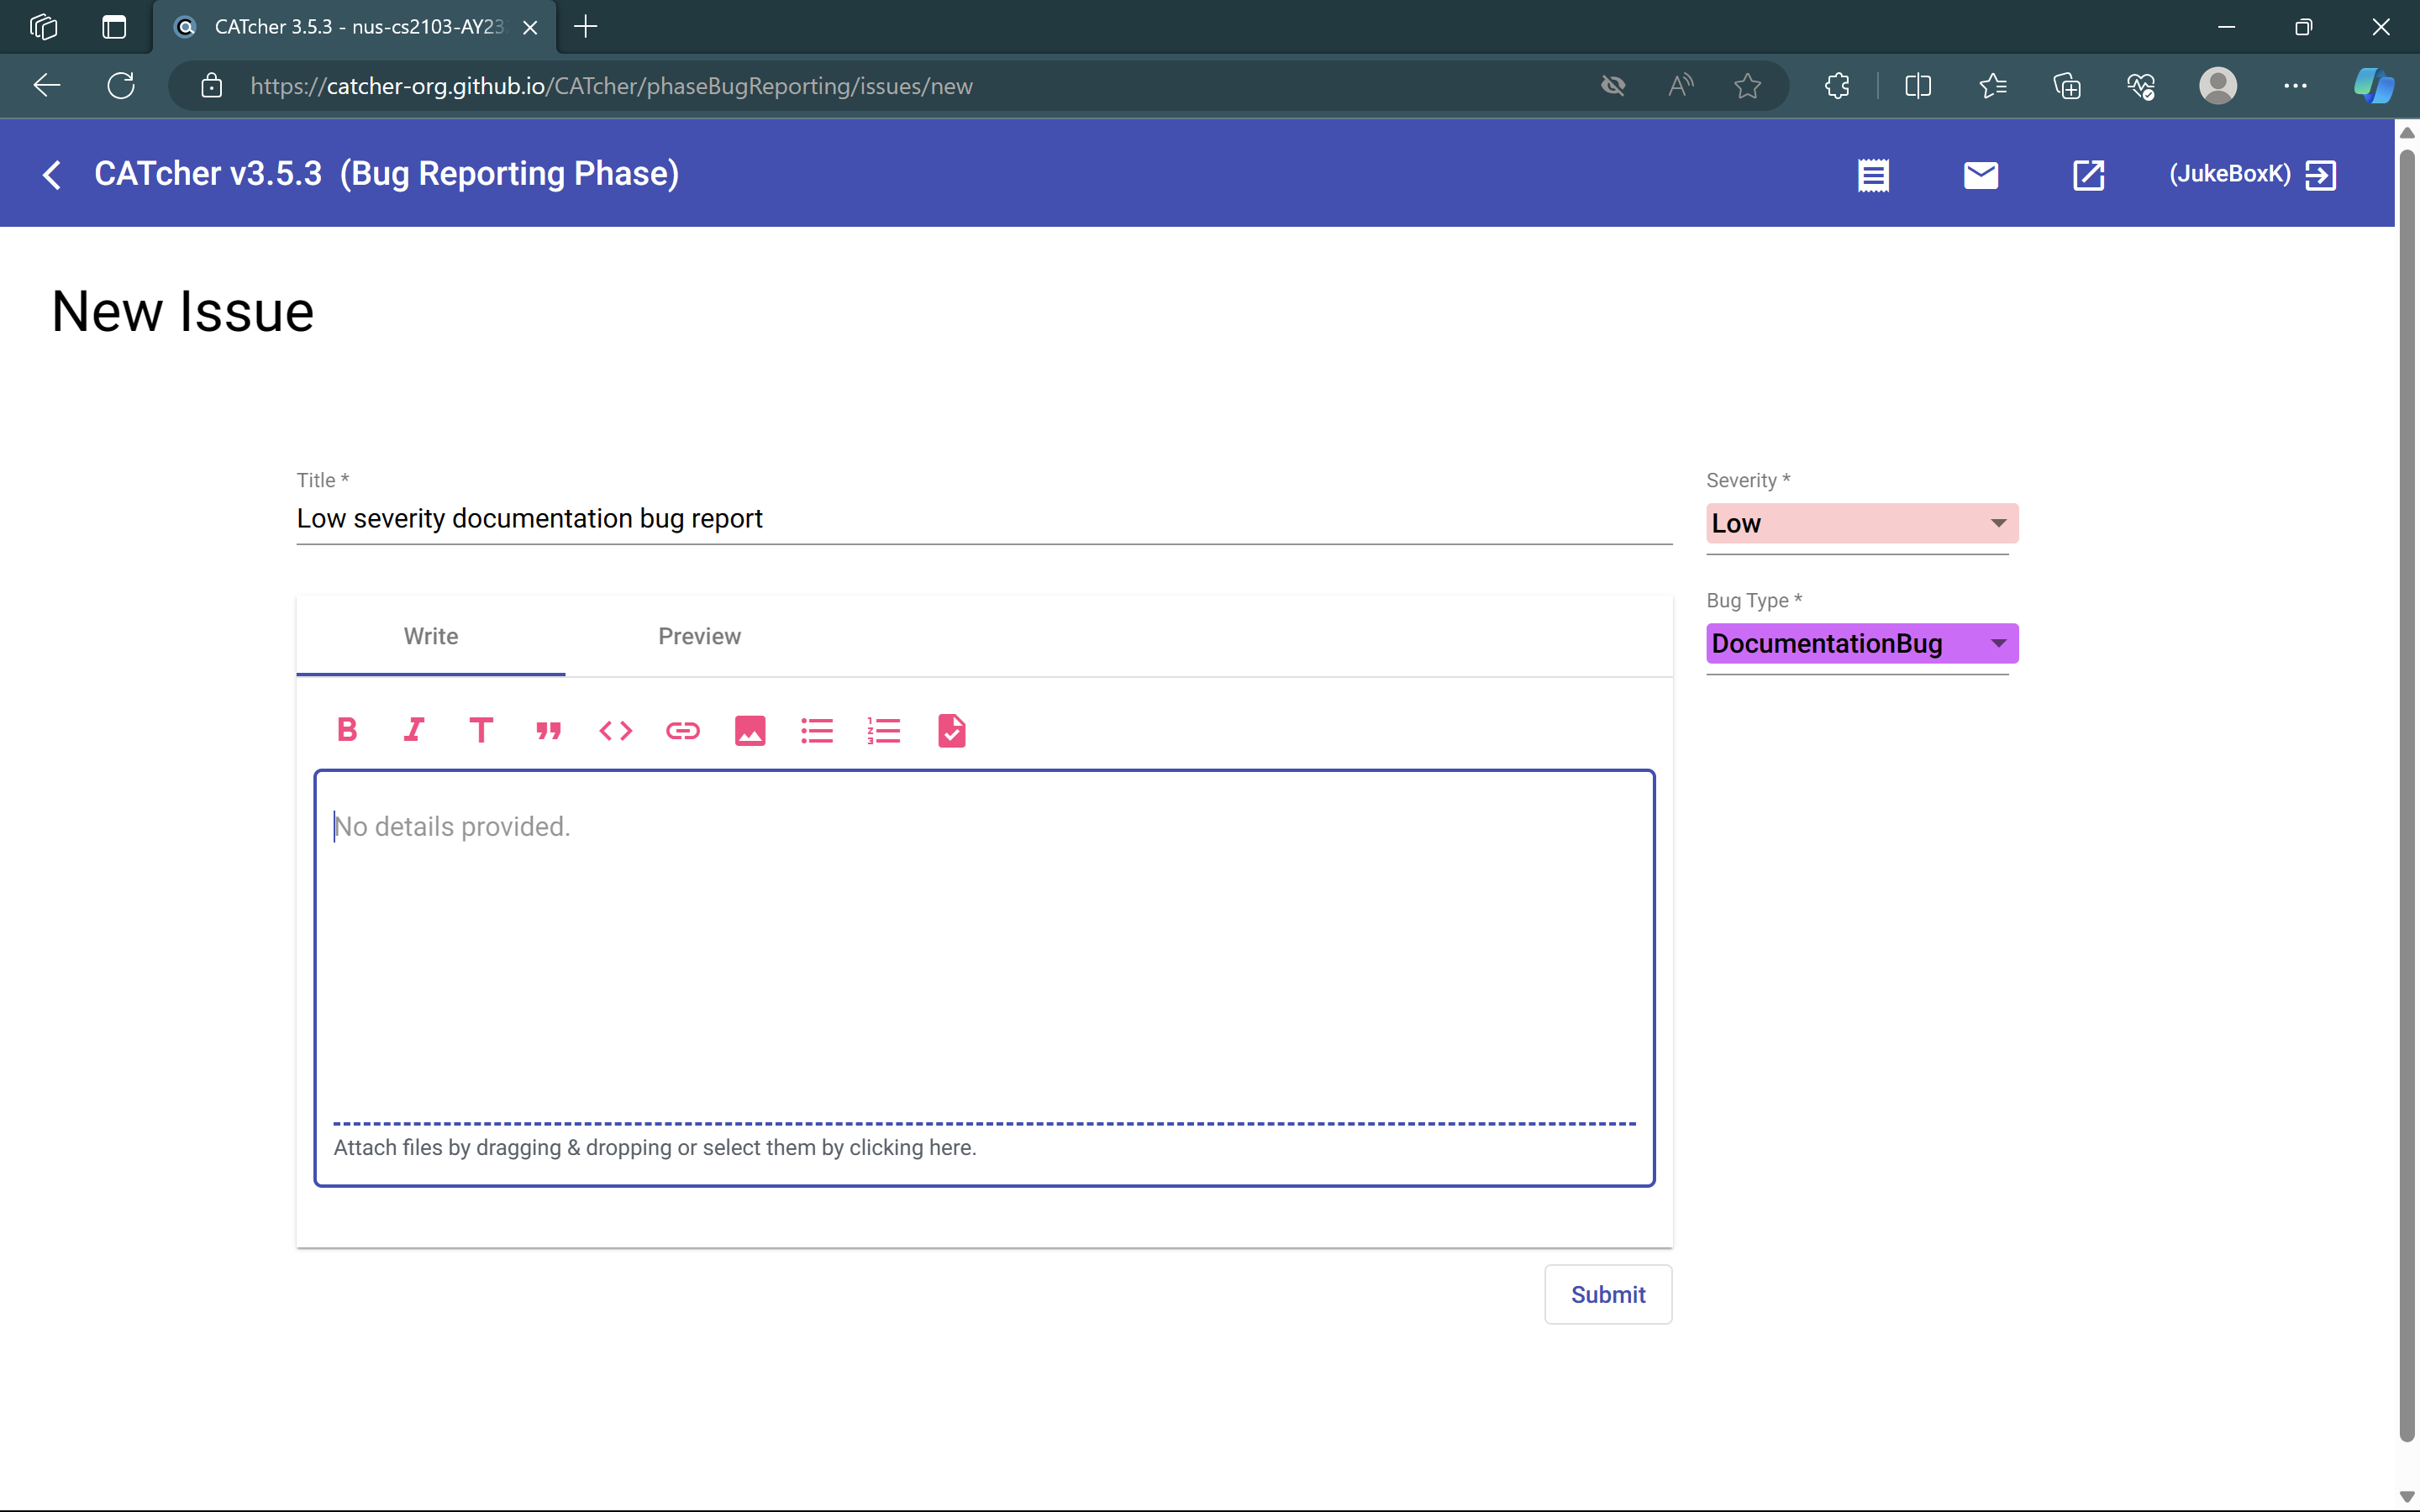 CATcher 3.5.3 - nus-cs2103-AY23
https://catcher-org.github.io/CATcher/phaseBugReporting/issues/new
CATcher v3.5.3 (Bug Reporting Phase)
(JukeBoxK)
New Issue
Title *
Severity *
Low severity documentation bug report
Low
Bug Type *
Write
Preview
DocumentationBug
No details provided.
Attach files by dragging & dropping or select them by clicking here.
Submit